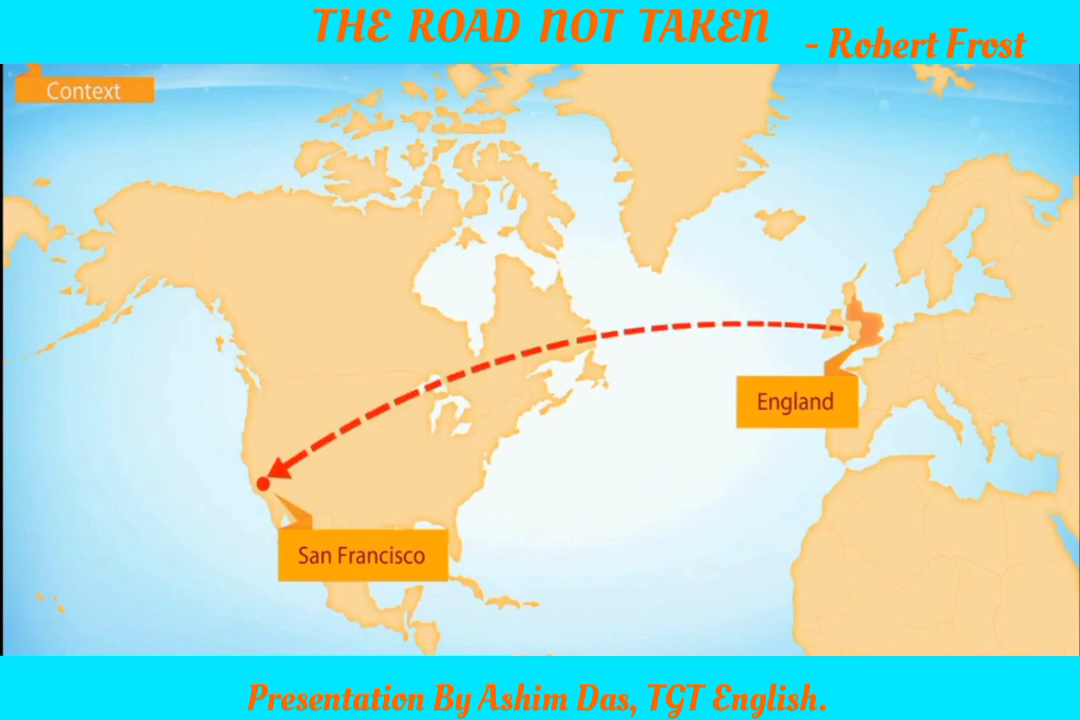 THE ROAD NOT TAKEN
- Robert Frost
Context
England
San Francisco
Presentation By Ashim Das, TGT English.